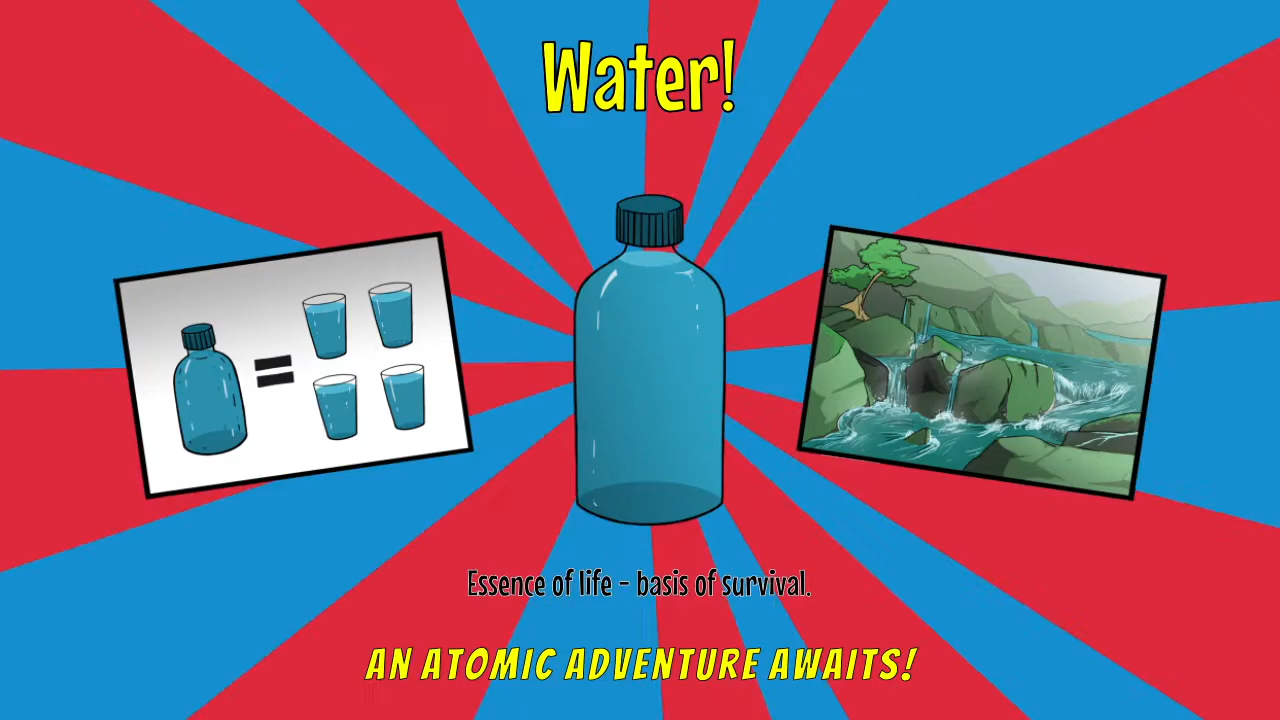 Water!
Essence of life - basis of survival.
AN ATOMIC ADVENTURE AWAITS!